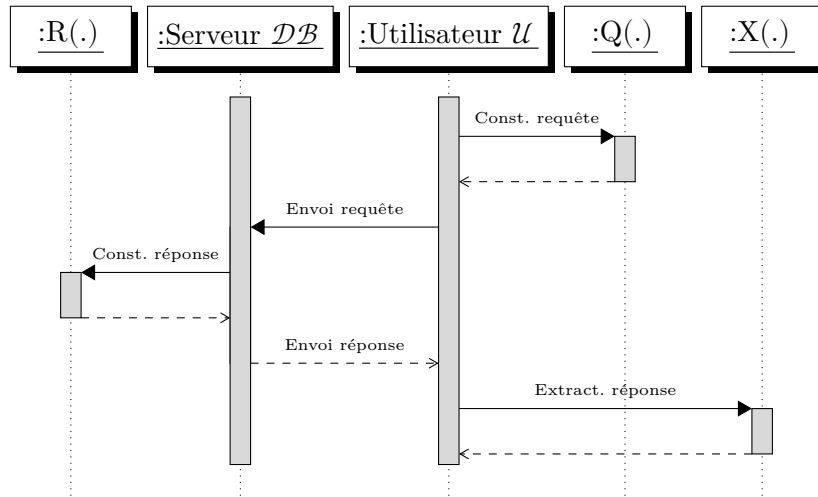 :R(.)
:Serveur 𝒟ℬ
:Utilisateur 𝒰
:Q(.)
:X(.)
Const. requête
Envoi requête
Const. réponse
Envoi réponse
Extract. réponse